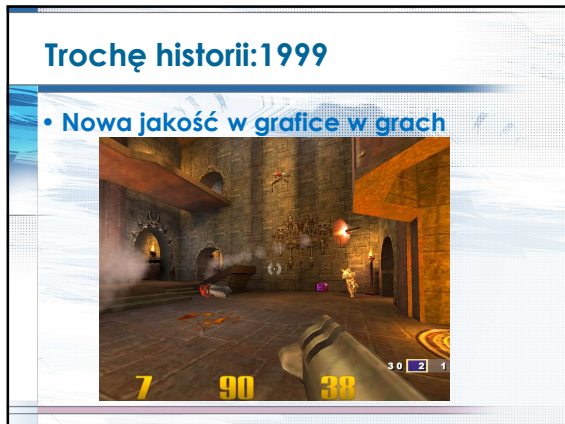 Trochę historii:1999
• Nowa jakość w grafice w grach
30 2 1
7 90 38